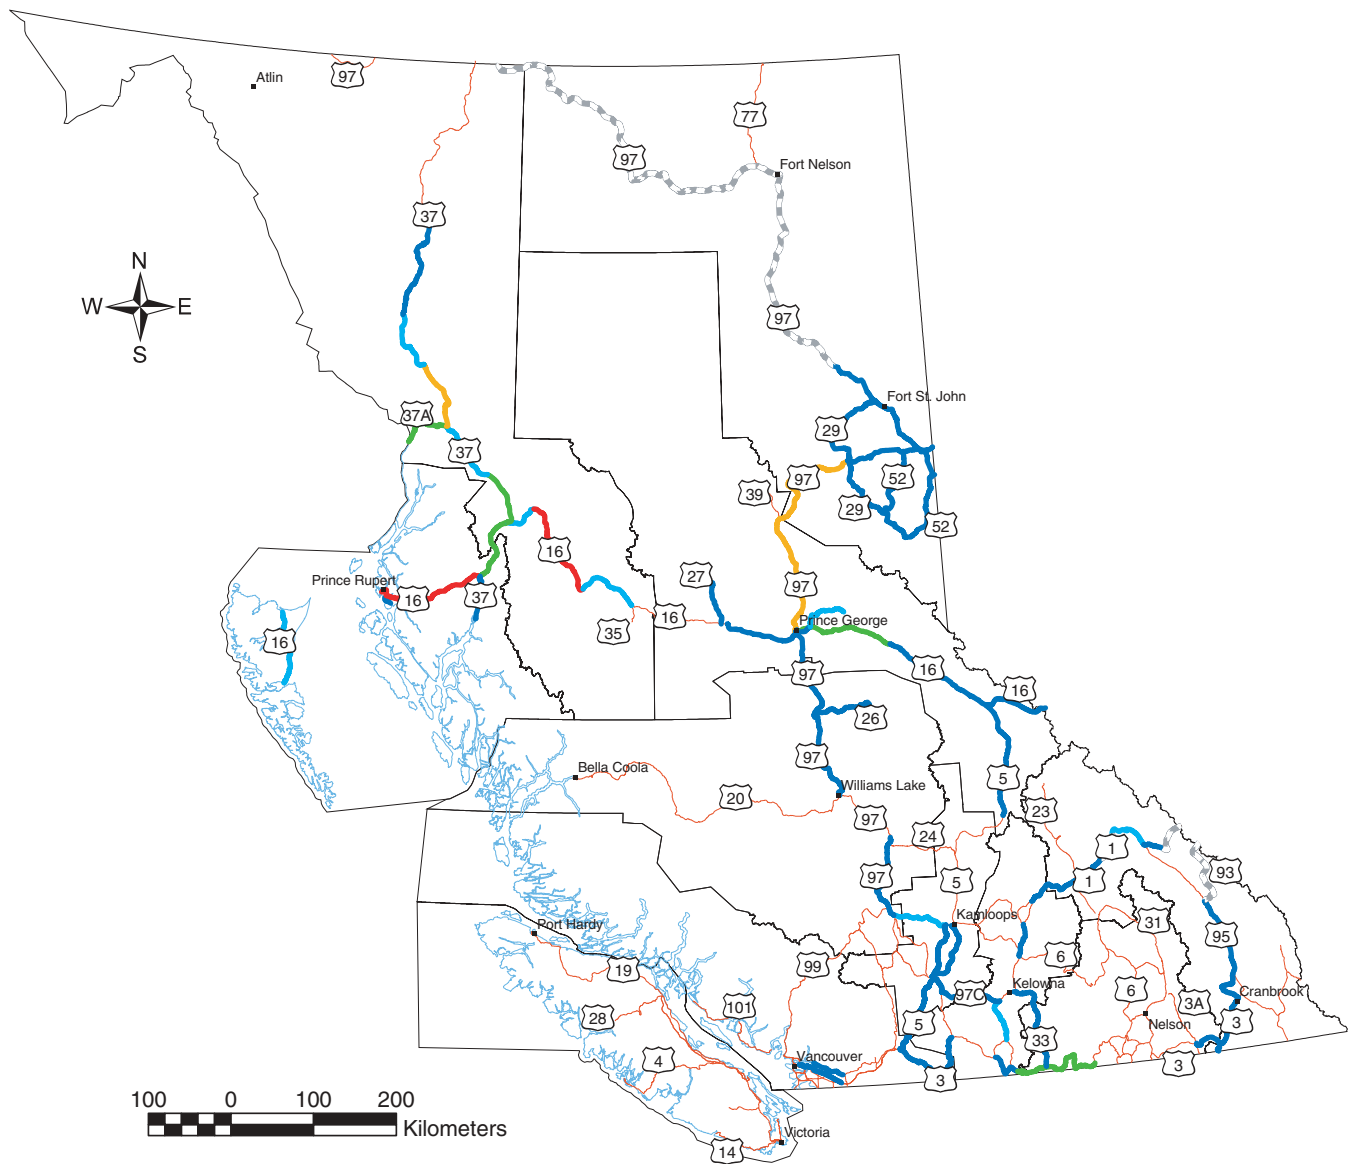 Atlin
97
77
97
Fort Nelson
37
N
W
E
S
97
Fort St. John
37A
29
37
97
52
39
29
52
16
27
97
Prince Rupert
16
37
16
35
Prince George
16
97
16
16
26
97
Bella Coola
5
Williams Lake
20
97
23
24
1
93
97
5
1
Kamloops
31
Port Hardy
95
6
99
19
Kelowna
6
97C
3A
Cranbrook
101
28
5
Nelson
3
33
Vancouver
4
3
3
100
0
100
200
Kilometers
Victoria
14